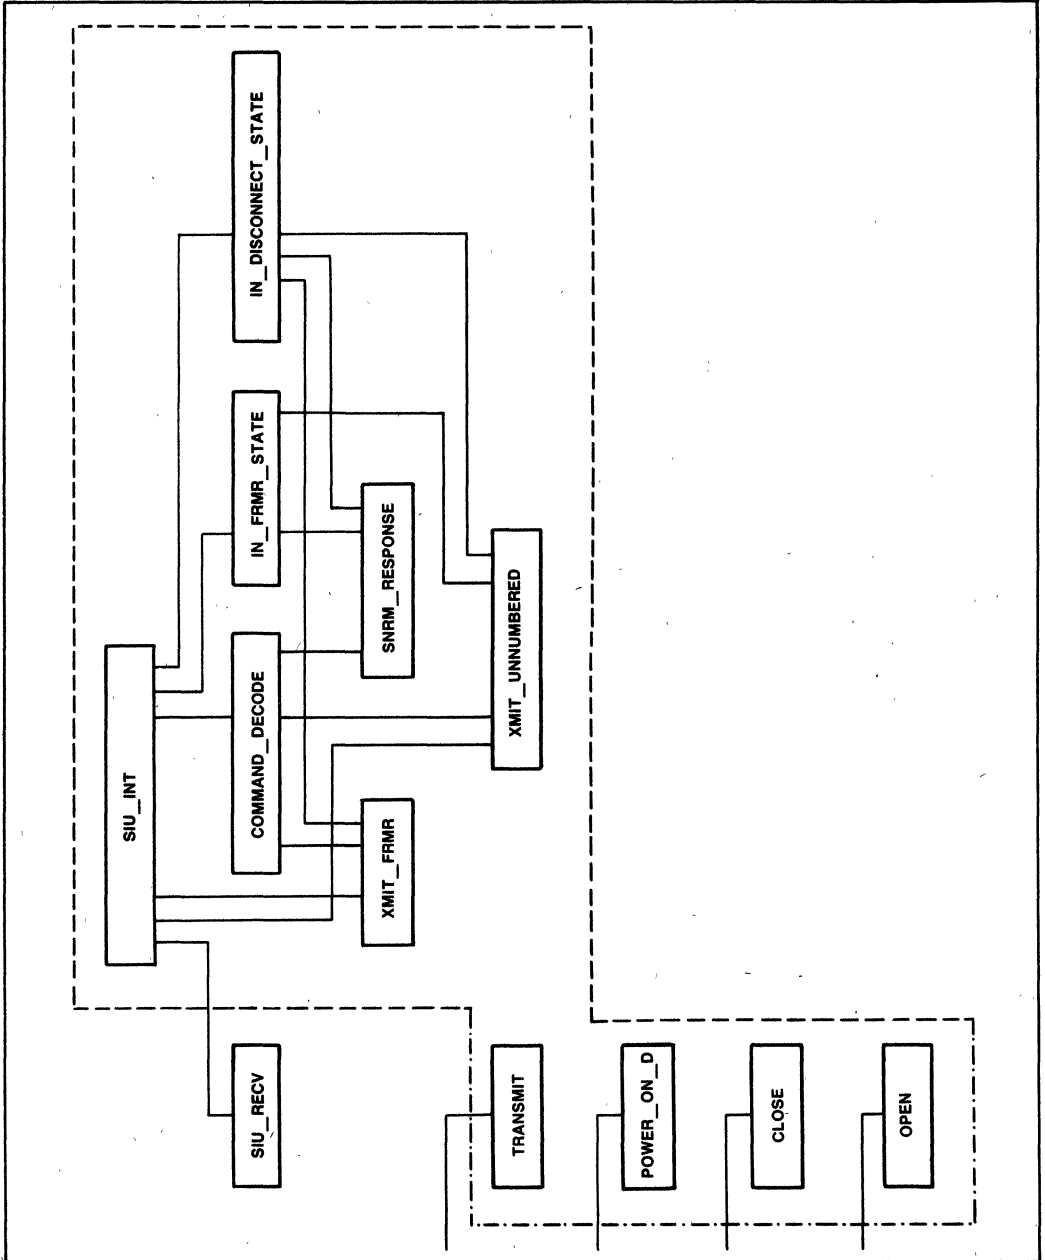 SIU_RECV
SIU_INT
XMIT_FRMR
COMMAND_DECODE
SNRM_RESPONSE
IN_FRMR_STATE
IN_DISCONNECT_STATE
XMIT_UNNUMBERED
TRANSMIT
POWER_ON_D
CLOSE
OPEN